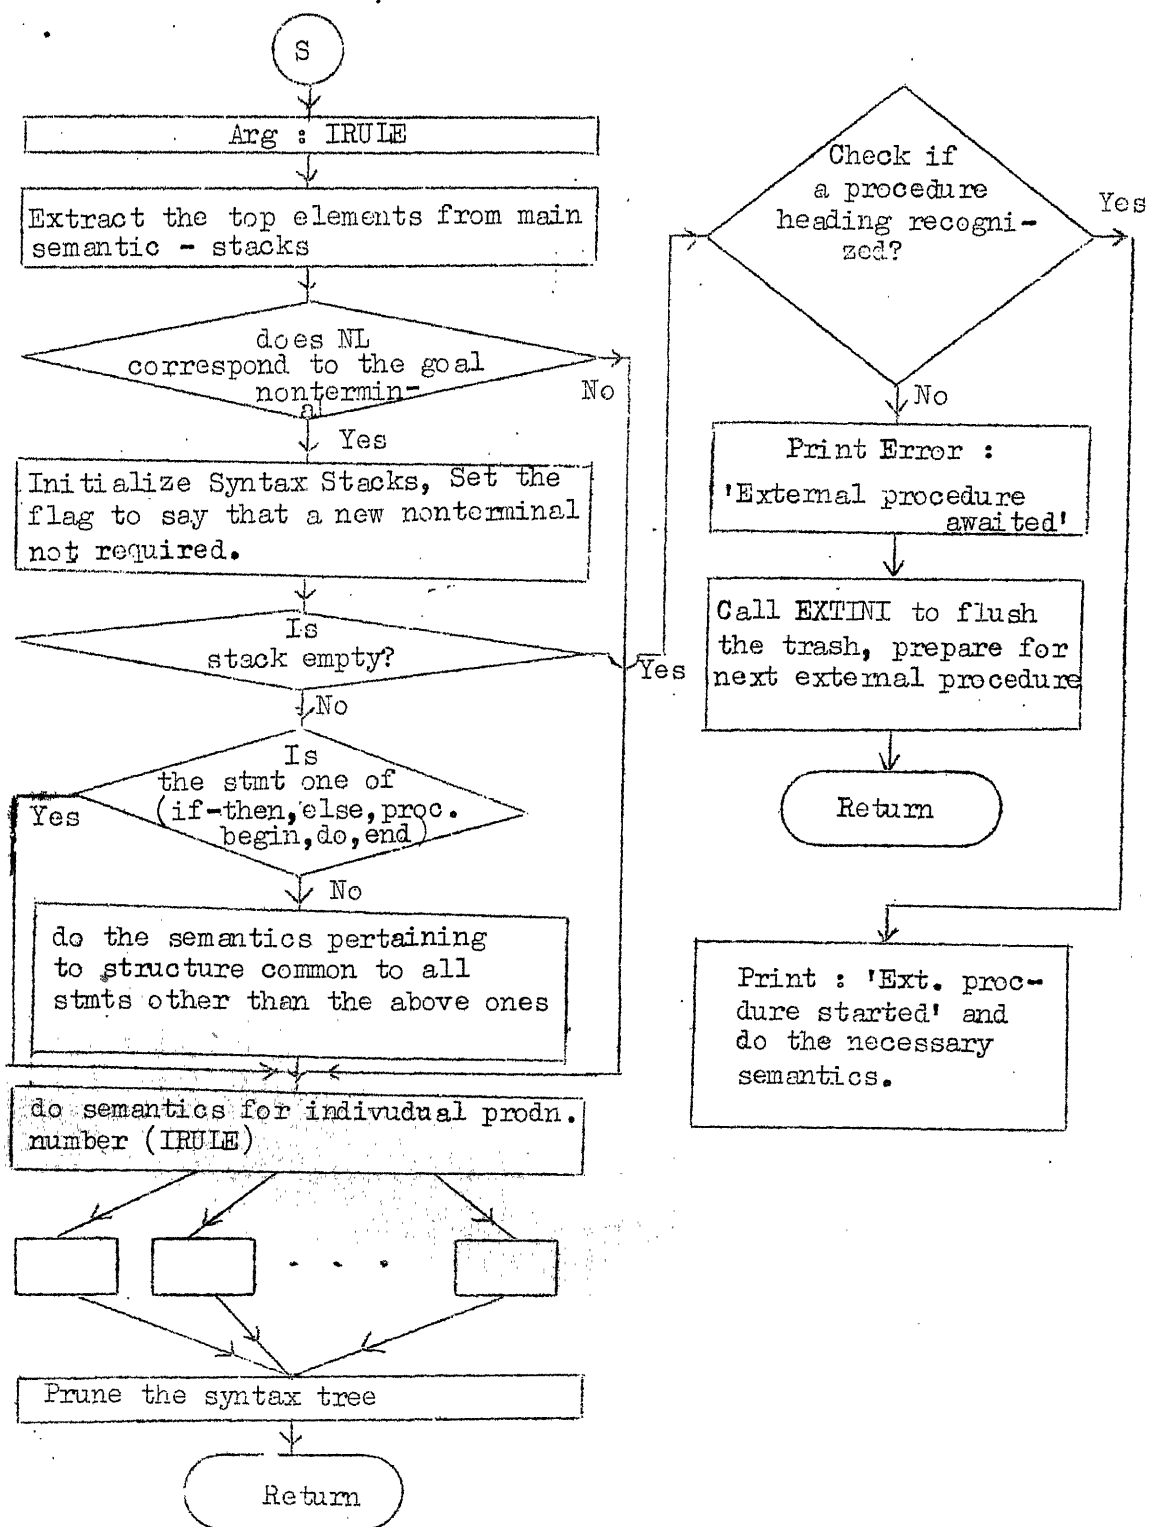 S
Arg : IRULE
Extract the top elements from main
semantic - stacks
does NL
correspond to the goal
nontermin-
al
No
Yes
Initialize Syntax Stacks, Set the
flag to say that a new nonterminal
not required.
Is
stack empty?
Yes
No
Is
the stmt one of
(if-then,else,proc.
begin,do,end)
Yes
No
do the semantics pertaining
to structure common to all
stmts other than the above ones
do semantics for indivudual prodn.
number (IRULE)
. . .
Prune the syntax tree
Return
Check if
a procedure
heading recogni-
zed?
Yes
No
Print Error :
'External procedure
awaited'
Call EXTINI to flush
the trash, prepare for
next external procedure
Return
Print : 'Ext. proc-
dure started' and
do the necessary
semantics.